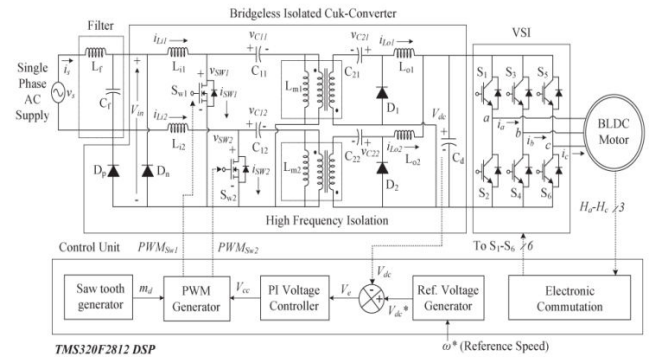 Bridgeless Isolated Cuk-Converter
Filter
VSI
Single
Phase
AC
Supply
i_s
v_s
L_f
C_f
V_in
i_Li1
L_i1
i_Li2
L_i2
D_p
D_n
v_SW1
S_w1
i_SW1
v_SW2
S_w2
i_SW2
v_C11
C_11
v_C12
C_12
L_m1
L_m2
v_C21
C_21
C_22
v_C22
i_Lo1
L_o1
i_Lo2
L_o2
D_1
D_2
V_dc
C_d
S_1
S_3
S_5
a
i_a
b
i_b
c
i_c
S_2
S_4
S_6
BLDC
Motor
High Frequency Isolation
H_a-H_c
3
Control Unit
PWM_Sw1
PWM_Sw2
To S_1-S_6
6
Saw tooth
generator
m_d
PWM
Generator
V_cc
PI Voltage
Controller
V_e
V_dc
V_dc*
Ref. Voltage
Generator
Electronic
Commutation
ω* (Reference Speed)
TMS320F2812 DSP